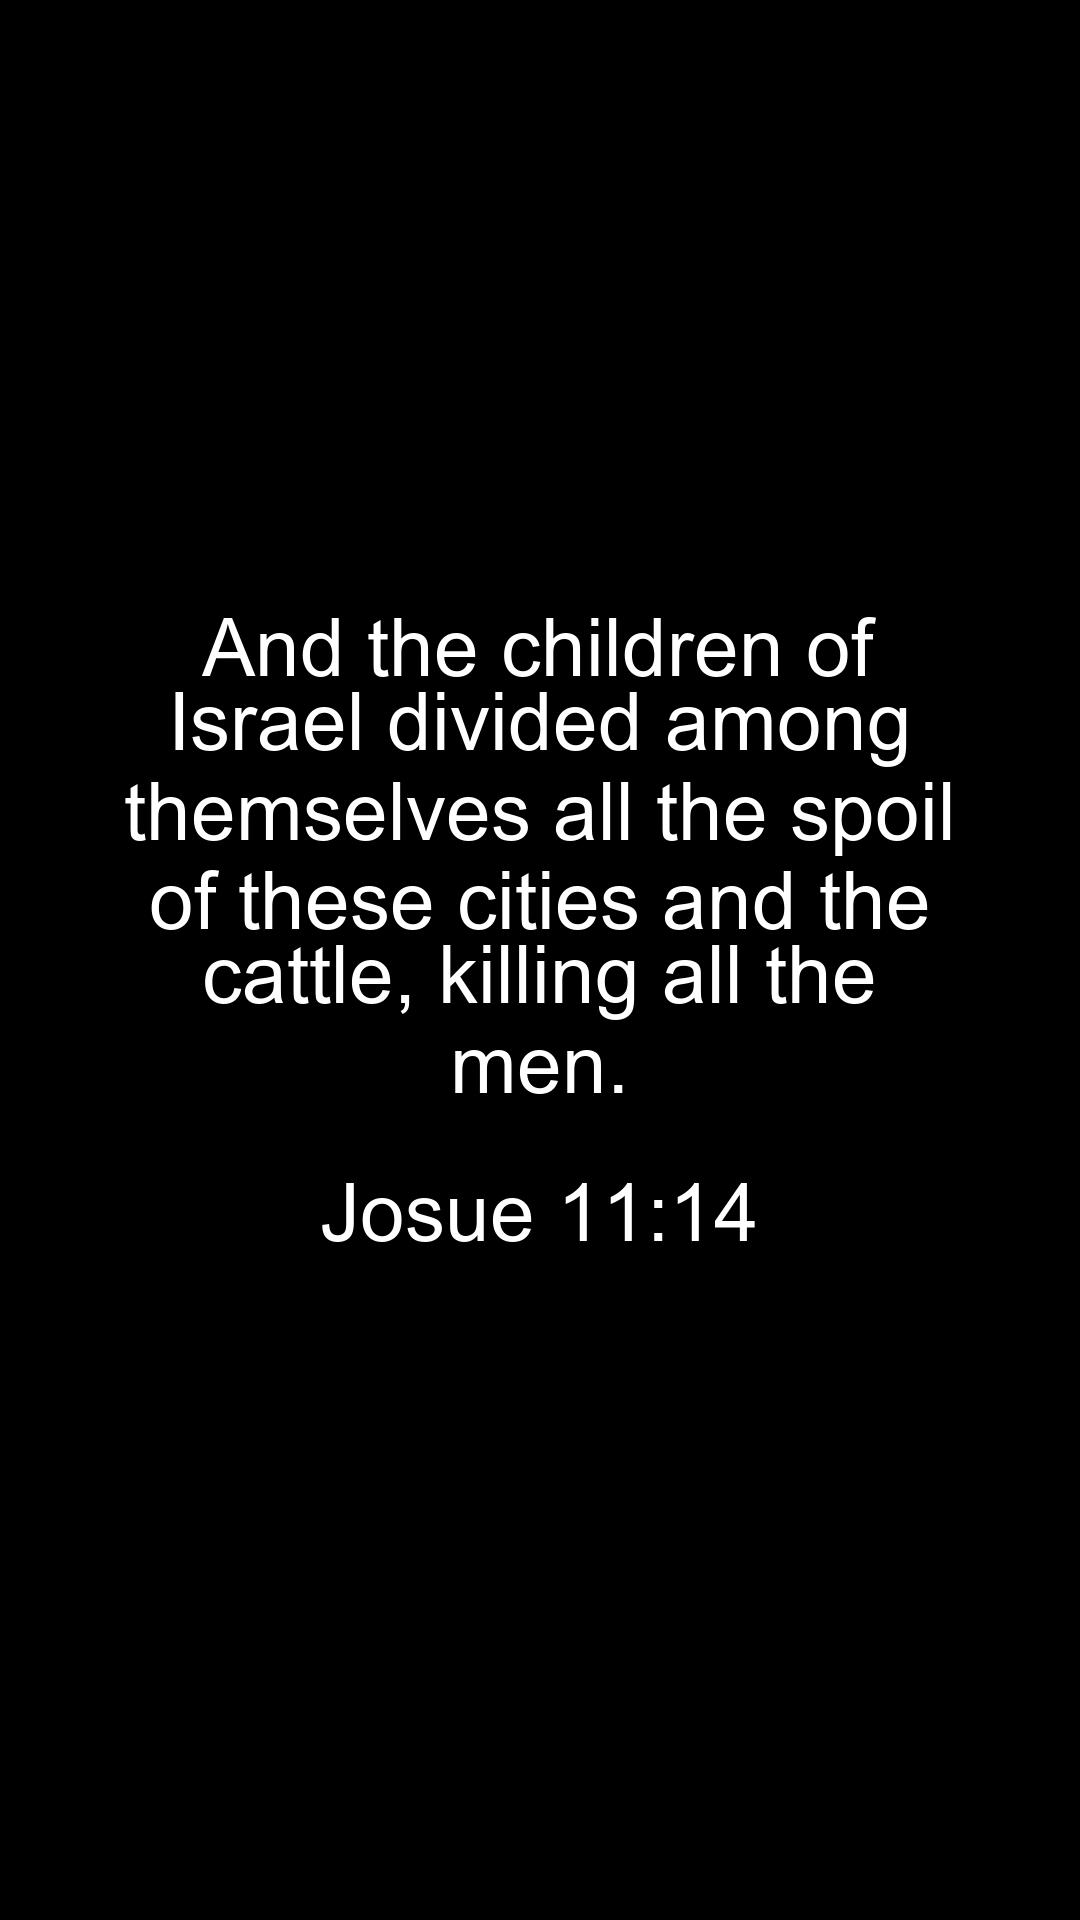 And the children of
Israel divided among
themselves all the spoil
of these cities and the
cattle, killing all the
men.
Josue 11:14